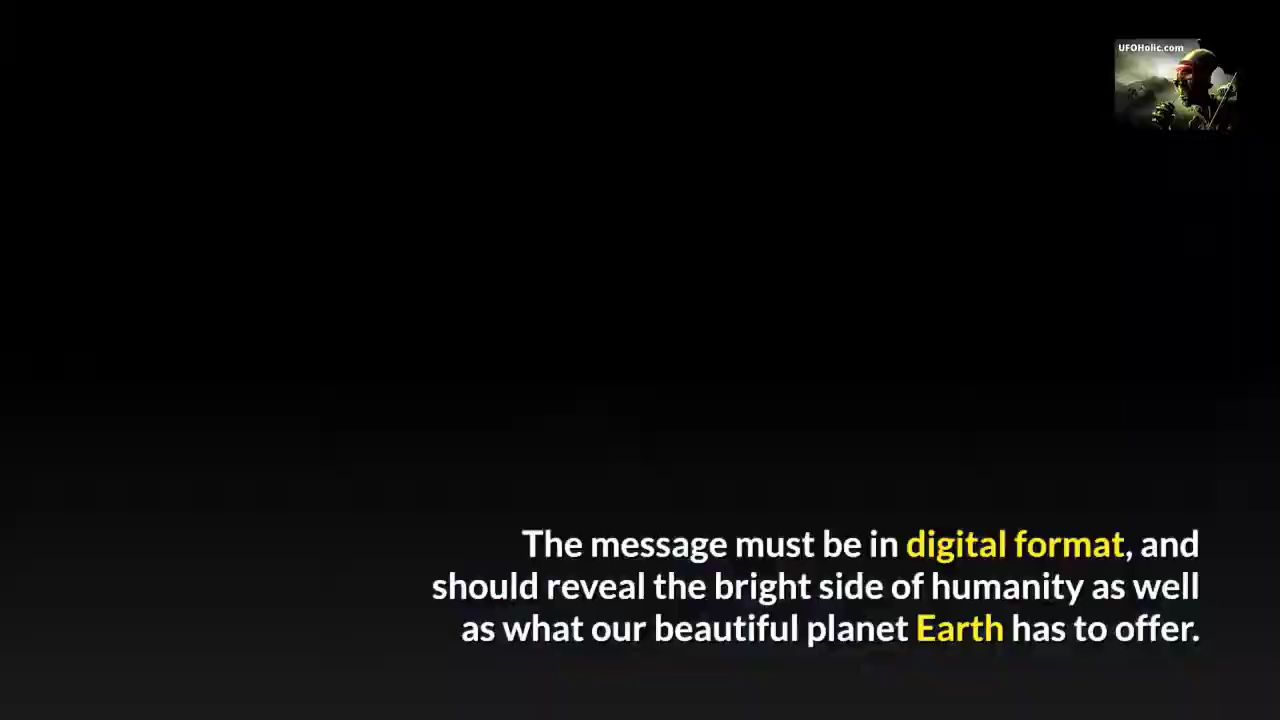 UFOHolic.com
The message must be in digital format, and
should reveal the bright side of humanity as well
as what our beautiful planet Earth has to offer.